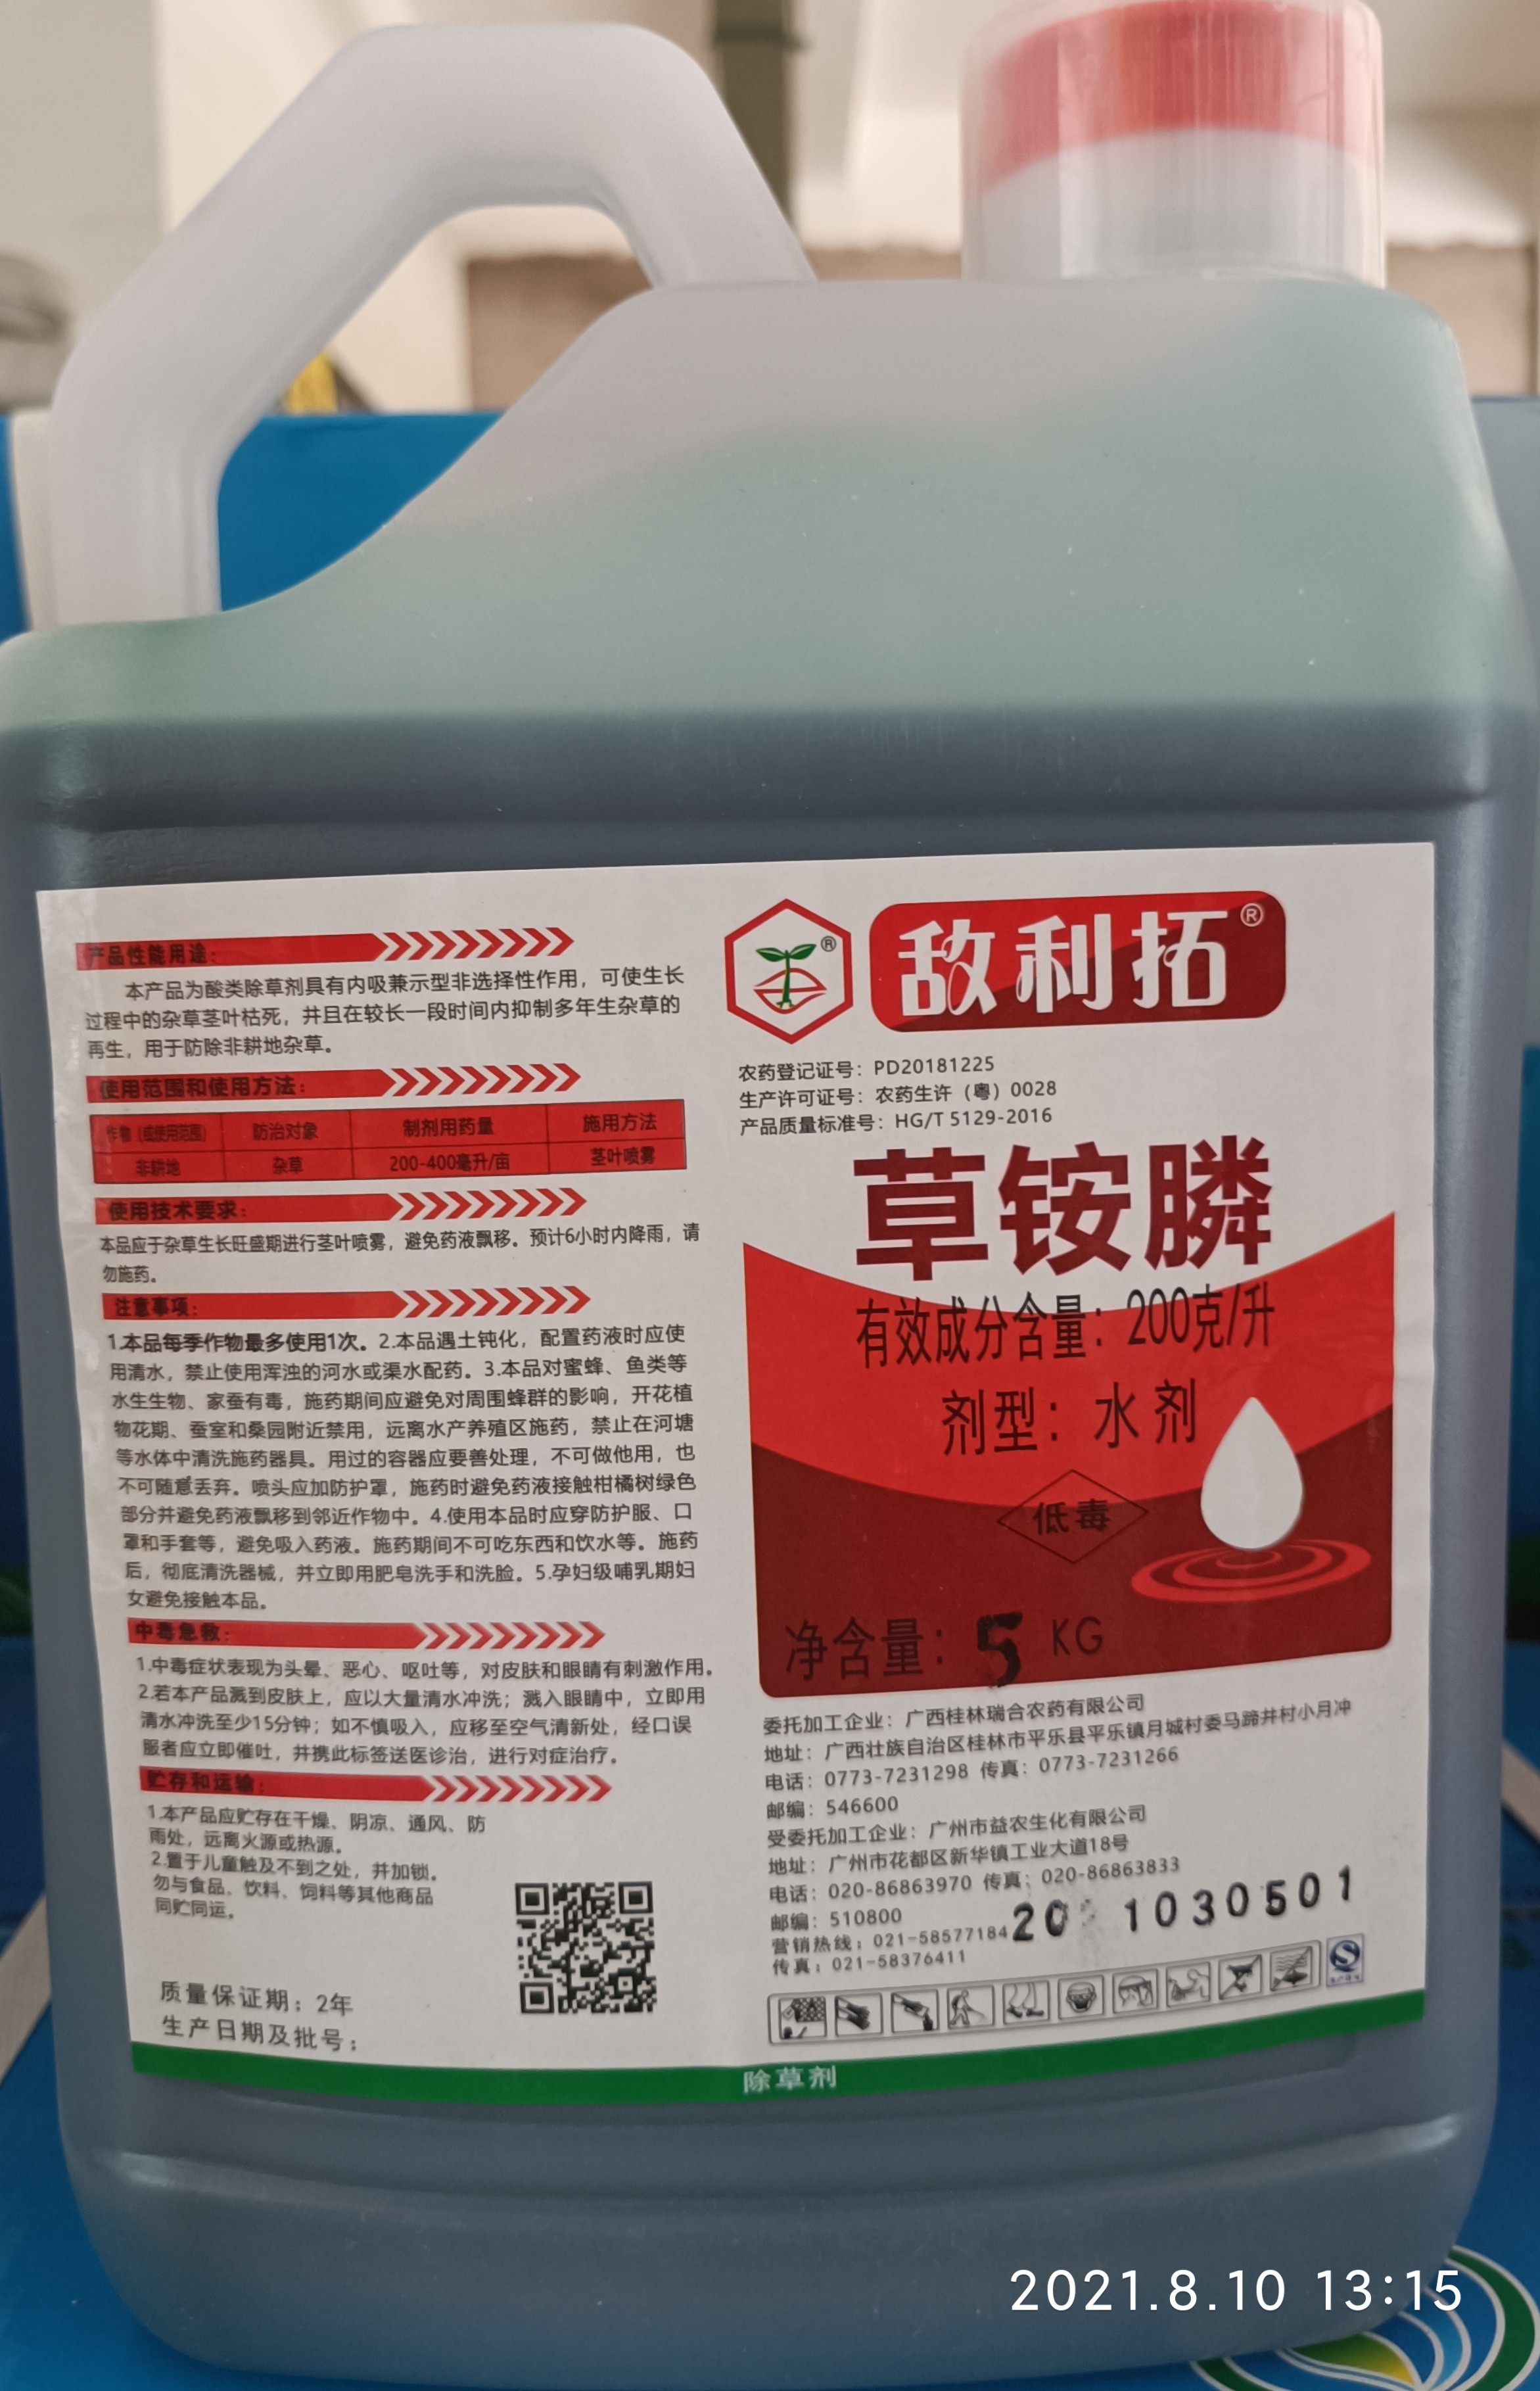 产品性能用途：
本产品为酸类除草剂具有内吸兼示型非选择性作用，可使生长
过程中的杂草茎叶枯死，并且在较长一段时间内抑制多年生杂草的
再生，用于防除非耕地杂草。
使用范围和使用方法：
作物（或使用范围） 防治对象 制剂用药量 施用方法
非耕地 杂草 200-400毫升/亩 茎叶喷雾
使用技术要求：
本品应于杂草生长旺盛期进行茎叶喷雾，避免药液飘移。预计6小时内降雨，请
勿施药。
注意事项：
1.本品每季作物最多使用1次。2.本品遇土钝化，配置药液时应使
用清水，禁止使用浑浊的河水或渠水配药。3.本品对蜜蜂、鱼类等
水生生物、家蚕有毒，施药期间应避免对周围蜂群的影响，开花植
物花期、蚕室和桑园附近禁用，远离水产养殖区施药，禁止在河塘
等水体中清洗施药器具。用过的容器应要善处理，不可做他用，也
不可随意丢弃。喷头应加防护罩，施药时避免药液接触柑橘树绿色
部分并避免药液飘移到邻近作物中。4.使用本品时应穿防护服、口
罩和手套等，避免吸入药液。施药期间不可吃东西和饮水等。施药
后，彻底清洗器械，并立即用肥皂洗手和洗脸。5.孕妇级哺乳期妇
女避免接触本品。
中毒急救：
1.中毒症状表现为头晕、恶心、呕吐等，对皮肤和眼睛有刺激作用。
2.若本产品溅到皮肤上，应以大量清水冲洗；溅入眼睛中，立即用
清水冲洗至少15分钟；如不慎吸入，应移至空气清新处，经口误
服者应立即催吐，并携此标签送医诊治，进行对症治疗。
贮存和运输：
1.本产品应贮存在干燥、阴凉、通风、防
雨处，远离火源或热源。
2.置于儿童触及不到之处，并加锁。
勿与食品、饮料、饲料等其他商品
同贮同运。
质量保证期：2年
生产日期及批号：
敌利拓®
农药登记证号：PD20181225
生产许可证号：农药生许（粤）0028
产品质量标准号：HG/T 5129-2016
草铵膦
有效成分含量：200克/升
剂型：水剂
低毒
净含量：5 KG
委托加工企业：广西桂林瑞合农药有限公司
地址：广西壮族自治区桂林市平乐县平乐镇月城村委马蹄井村小月冲
电话：0773-7231298 传真：0773-7231266
邮编：546600
受委托加工企业：广州市益农生化有限公司
地址：广州市花都区新华镇工业大道18号
电话：020-86863970 传真：020-86863833
邮编：510800
营销热线：021-58577184
传真：021-58376411
20 1030501
除草剂
2021.8.10 13:15